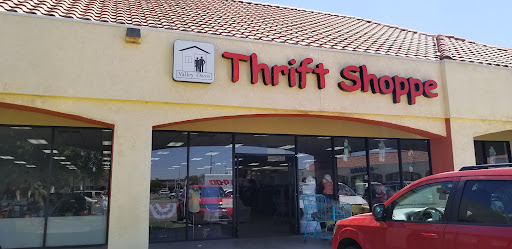 Valley Oasis
Thrift Shoppe